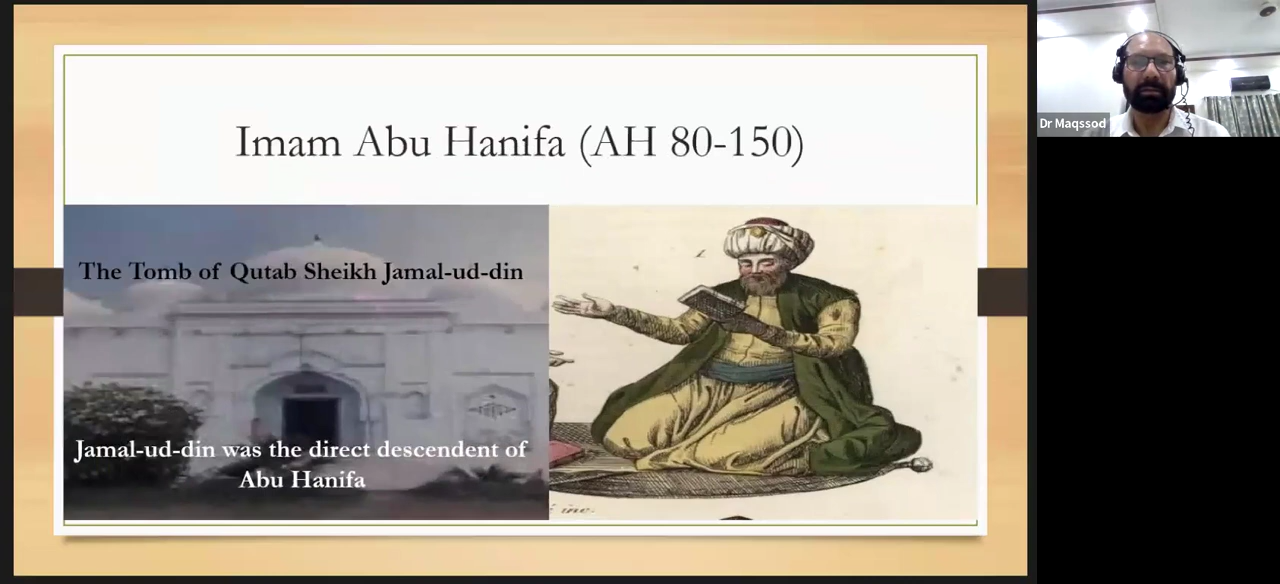 Imam Abu Hanifa (AH 80-150)
The Tomb of Qutab Sheikh Jamal-ud-din
Jamal-ud-din was the direct descendent of
Abu Hanifa
ine.
Dr Maqssod